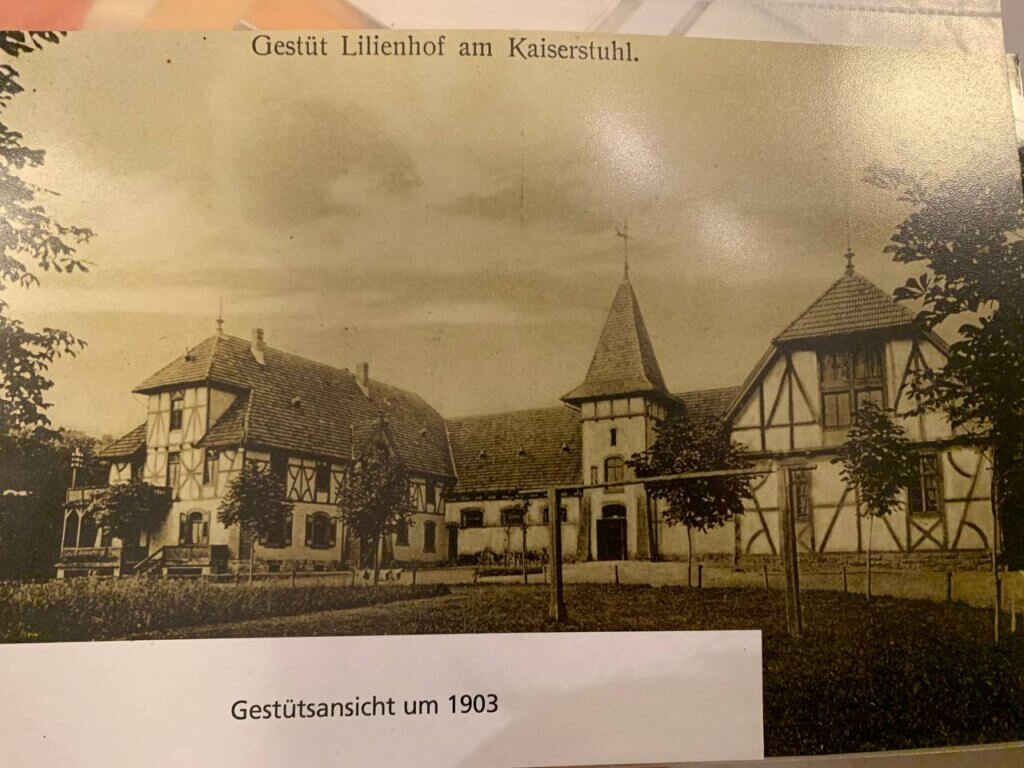 Gestüt Lilienhof am Kaiserstuhl.
Gestütsansicht um 1903